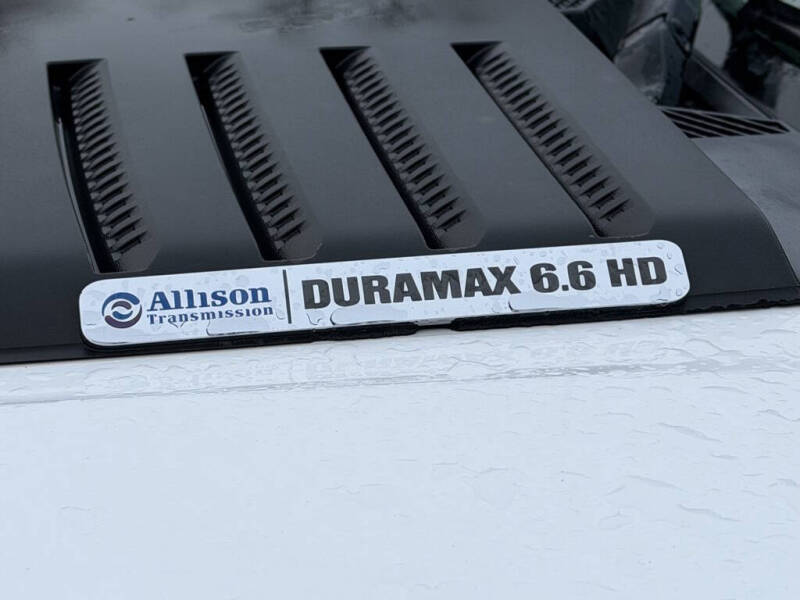 Allison
Transmission
DURAMAX 6.6 HD